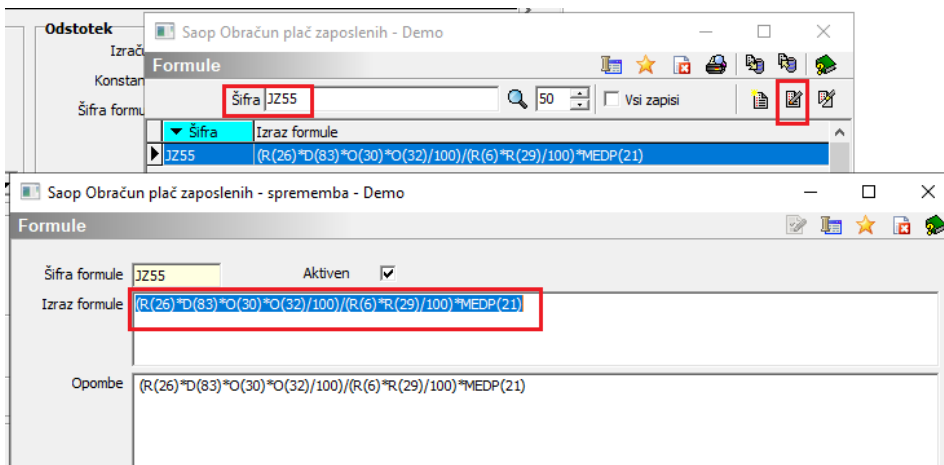 Odstotek
Izraču
Konstan
Šifra formu
Saop Obračun plač zaposlenih - Demo
Formule
Šifra JZ55 50 Vsi zapisi
Šifra Izraz formule
JZ55 (R(26)*D(83)*O(30)*O(32)/100)/(R(6)*R(29)/100)*MEDP(21)
Saop Obračun plač zaposlenih - sprememba - Demo
Formule
Šifra formule JZ55 Aktiven
Izraz formule (R(26)*D(83)*O(30)*O(32)/100)/(R(6)*R(29)/100)*MEDP(21)
Opombe (R(26)*D(83)*O(30)*O(32)/100)/(R(6)*R(29)/100)*MEDP(21)